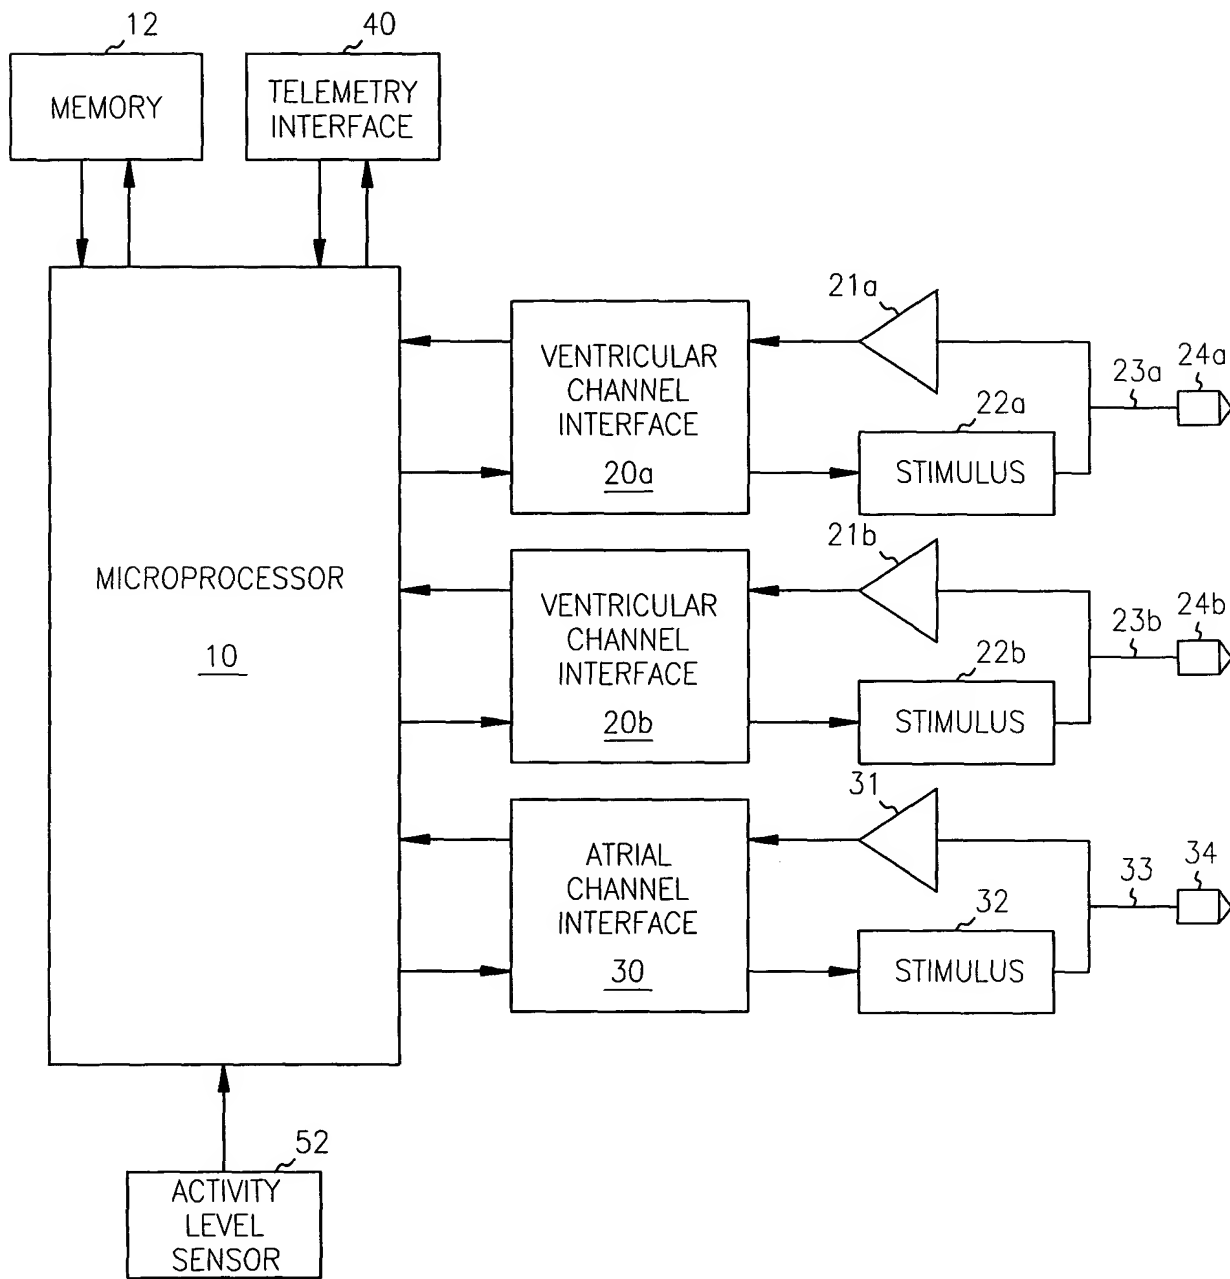 12
40
MEMORY
TELEMETRY
INTERFACE
21a
VENTRICULAR
CHANNEL
INTERFACE
20a
22a
STIMULUS
23a
24a
21b
MICROPROCESSOR
10
VENTRICULAR
CHANNEL
INTERFACE
20b
22b
STIMULUS
23b
24b
31
ATRIAL
CHANNEL
INTERFACE
30
32
STIMULUS
33
34
52
ACTIVITY
LEVEL
SENSOR